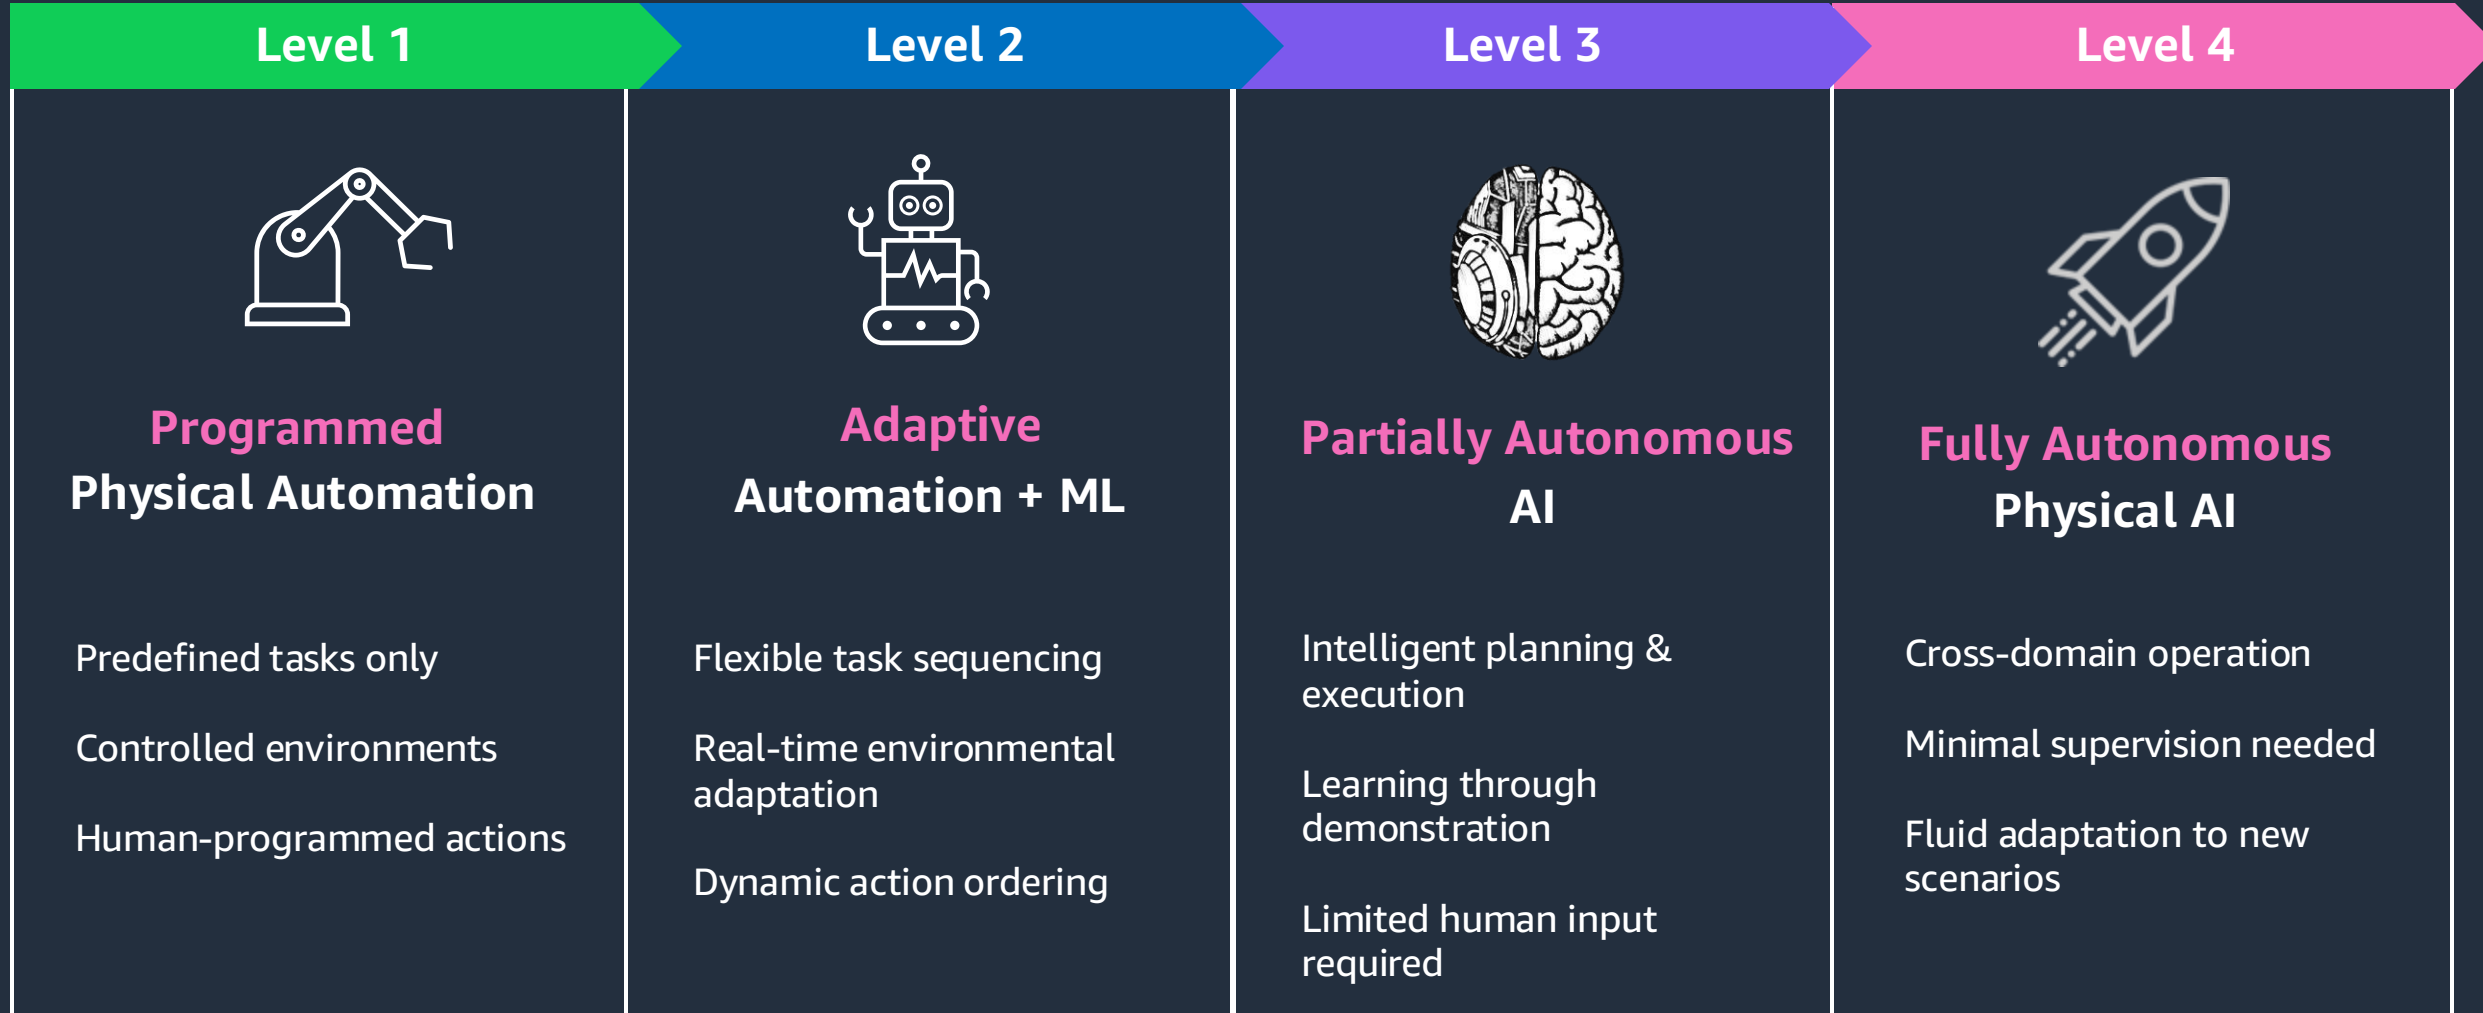 Level 1
Level 2
Level 3
Level 4
Programmed
Physical Automation
Predefined tasks only
Controlled environments
Human-programmed actions
Adaptive
Automation + ML
Flexible task sequencing
Real-time environmental
adaptation
Dynamic action ordering
Partially Autonomous
AI
Intelligent planning &
execution
Learning through
demonstration
Limited human input
required
Fully Autonomous
Physical AI
Cross-domain operation
Minimal supervision needed
Fluid adaptation to new
scenarios